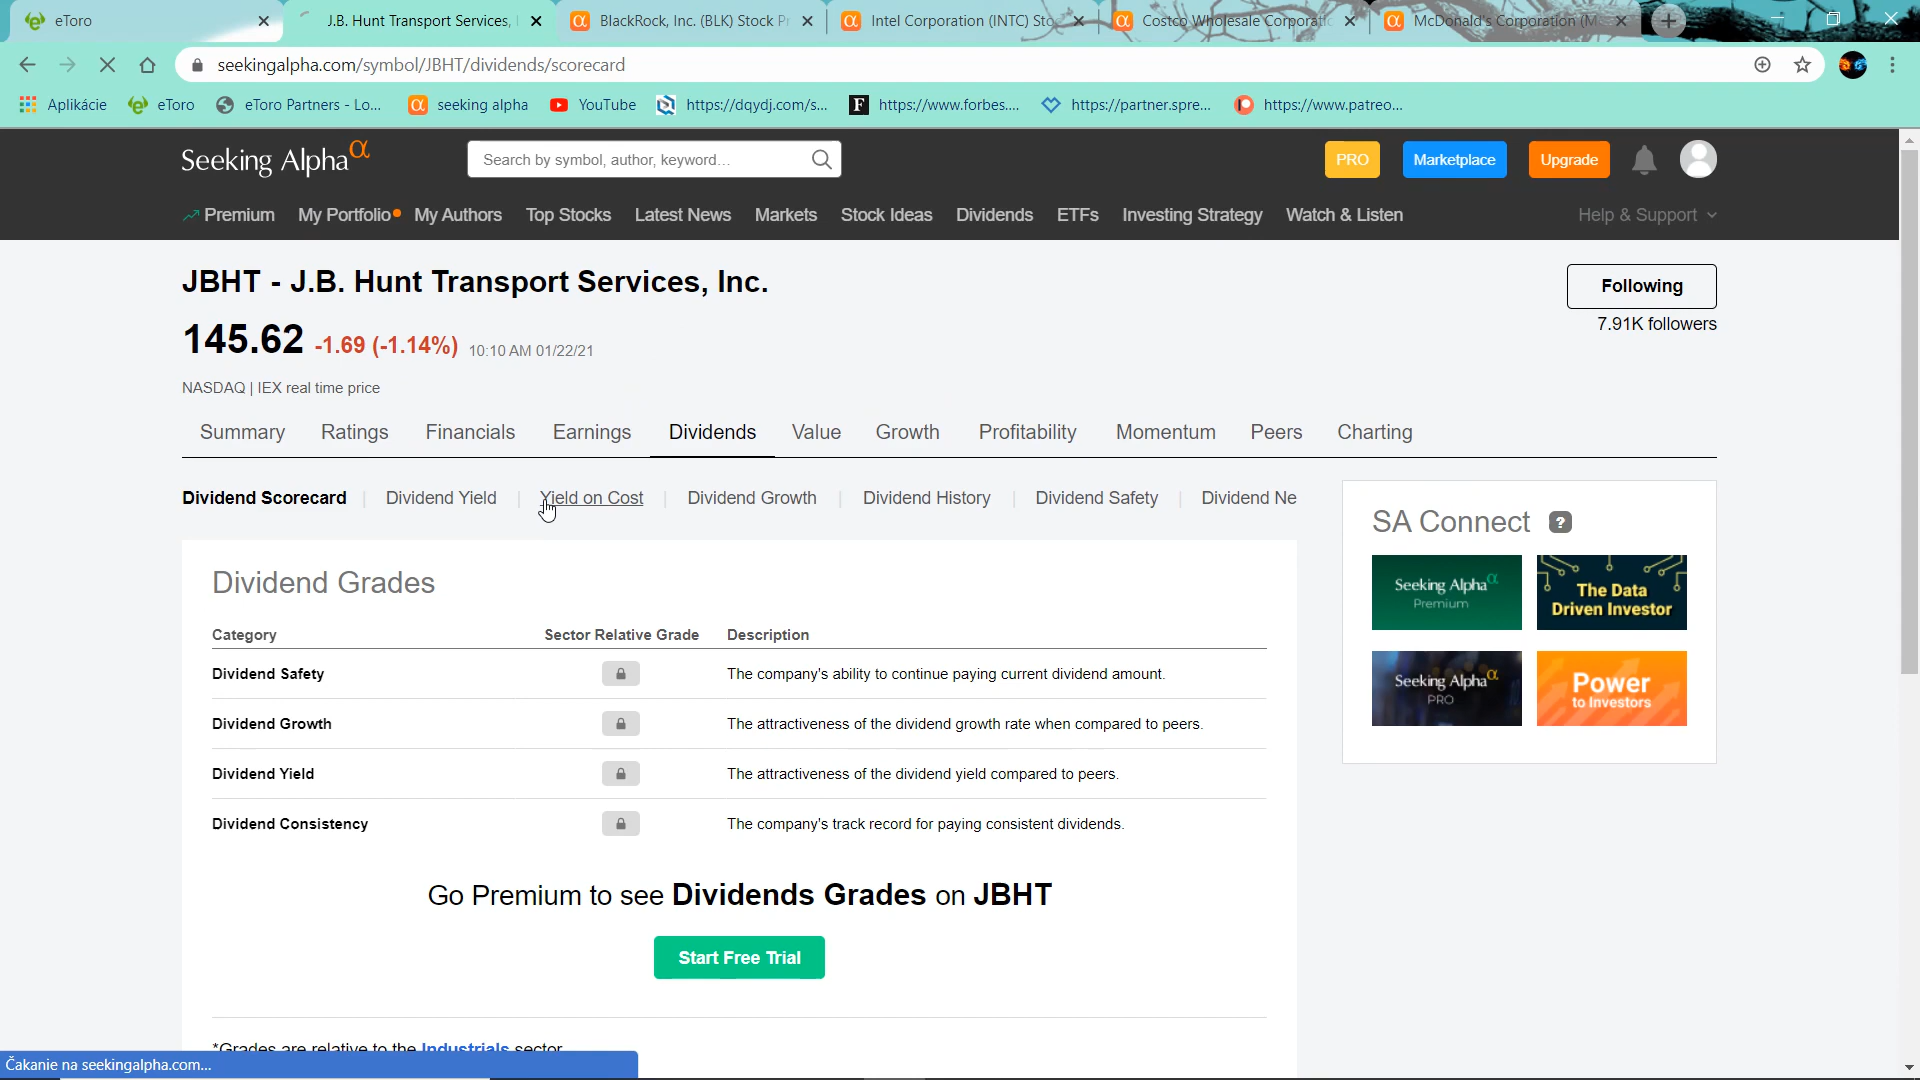 eToro
J.B. Hunt Transport Services,
BlackRock, Inc. (BLK) Stock P
Intel Corporation (INTC) Sto
Costco Wholesale Corporatic
McDonald's Corporation (M
seekingalpha.com/symbol/JBHT/dividends/scorecard
Aplikácie
eToro
eToro Partners - Lo...
seeking alpha
YouTube
https://dqydj.com/s...
https://www.forbes....
https://partner.spre...
https://www.patreo...
Seeking Alphaα
Search by symbol, author, keyword...
PRO
Marketplace
Upgrade
Premium
My Portfolio
My Authors
Top Stocks
Latest News
Markets
Stock Ideas
Dividends
ETFs
Investing Strategy
Watch & Listen
Help & Support
JBHT - J.B. Hunt Transport Services, Inc.
Following
7.91K followers
145.62 -1.69 (-1.14%) 10:10 AM 01/22/21
NASDAQ | IEX real time price
Summary
Ratings
Financials
Earnings
Dividends
Value
Growth
Profitability
Momentum
Peers
Charting
Dividend Scorecard
Dividend Yield
Yield on Cost
Dividend Growth
Dividend History
Dividend Safety
Dividend Ne
SA Connect ?
Seeking Alphaα
Premium
The Data
Driven Investor
Seeking Alphaα
PRO
Power
to Investors
Dividend Grades
Category Sector Relative Grade Description
Dividend Safety The company's ability to continue paying current dividend amount.
Dividend Growth The attractiveness of the dividend growth rate when compared to peers.
Dividend Yield The attractiveness of the dividend yield compared to peers.
Dividend Consistency The company's track record for paying consistent dividends.
Go Premium to see Dividends Grades on JBHT
Start Free Trial
*Grades are relative to the Industrials sector
Čakanie na seekingalpha.com...